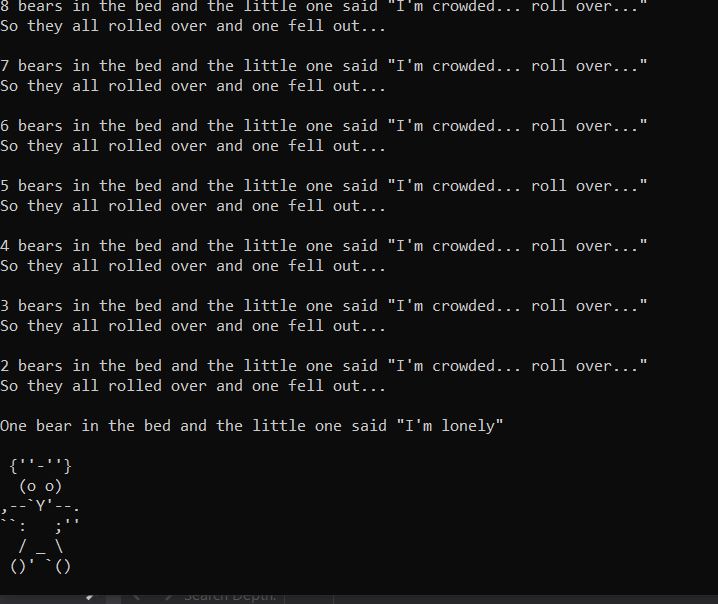 8 bears in the bed and the little one said "I'm crowded... roll over..."
So they all rolled over and one fell out...

7 bears in the bed and the little one said "I'm crowded... roll over..."
So they all rolled over and one fell out...

6 bears in the bed and the little one said "I'm crowded... roll over..."
So they all rolled over and one fell out...

5 bears in the bed and the little one said "I'm crowded... roll over..."
So they all rolled over and one fell out...

4 bears in the bed and the little one said "I'm crowded... roll over..."
So they all rolled over and one fell out...

3 bears in the bed and the little one said "I'm crowded... roll over..."
So they all rolled over and one fell out...

2 bears in the bed and the little one said "I'm crowded... roll over..."
So they all rolled over and one fell out...

One bear in the bed and the little one said "I'm lonely"

 {''-''}
  (o o)
,--`Y'--.
``:   ;''
  / _ \
 ()' `()
Search Depth: